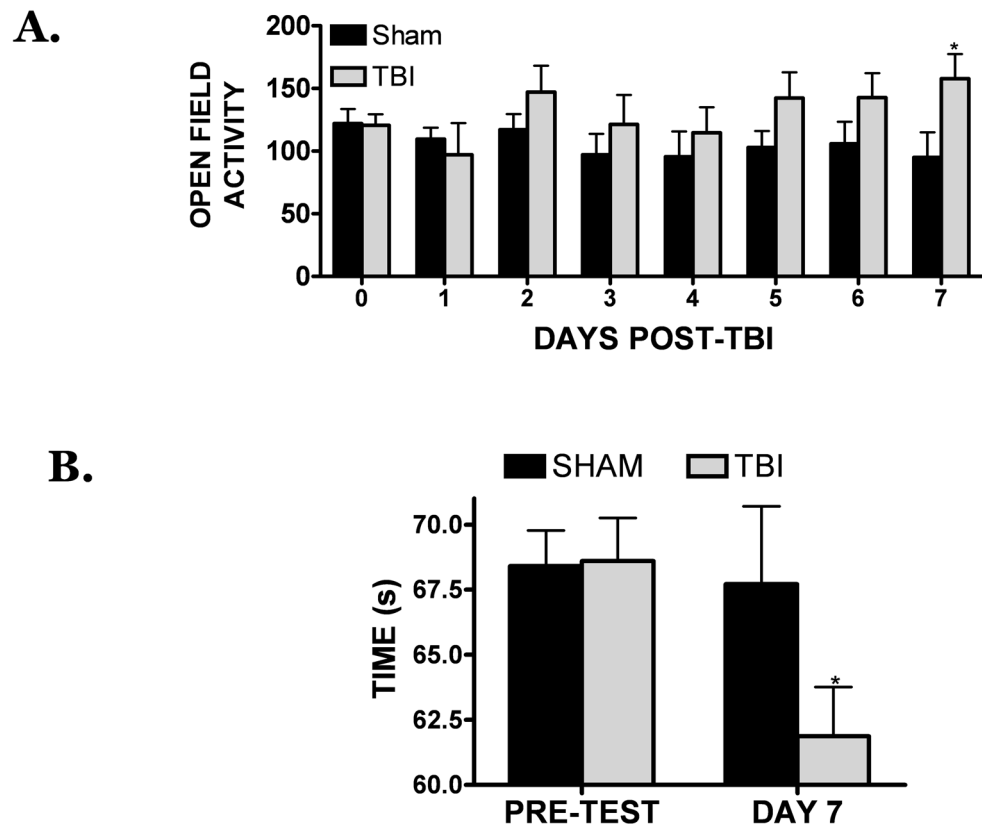 A.
Sham
TBI
OPEN FIELD
ACTIVITY
200
150
100
50
0
*
0 1 2 3 4 5 6 7
DAYS POST-TBI
B.
SHAM TBI
TIME (s)
70.0
67.5
65.0
62.5
60.0
*
PRE-TEST DAY 7